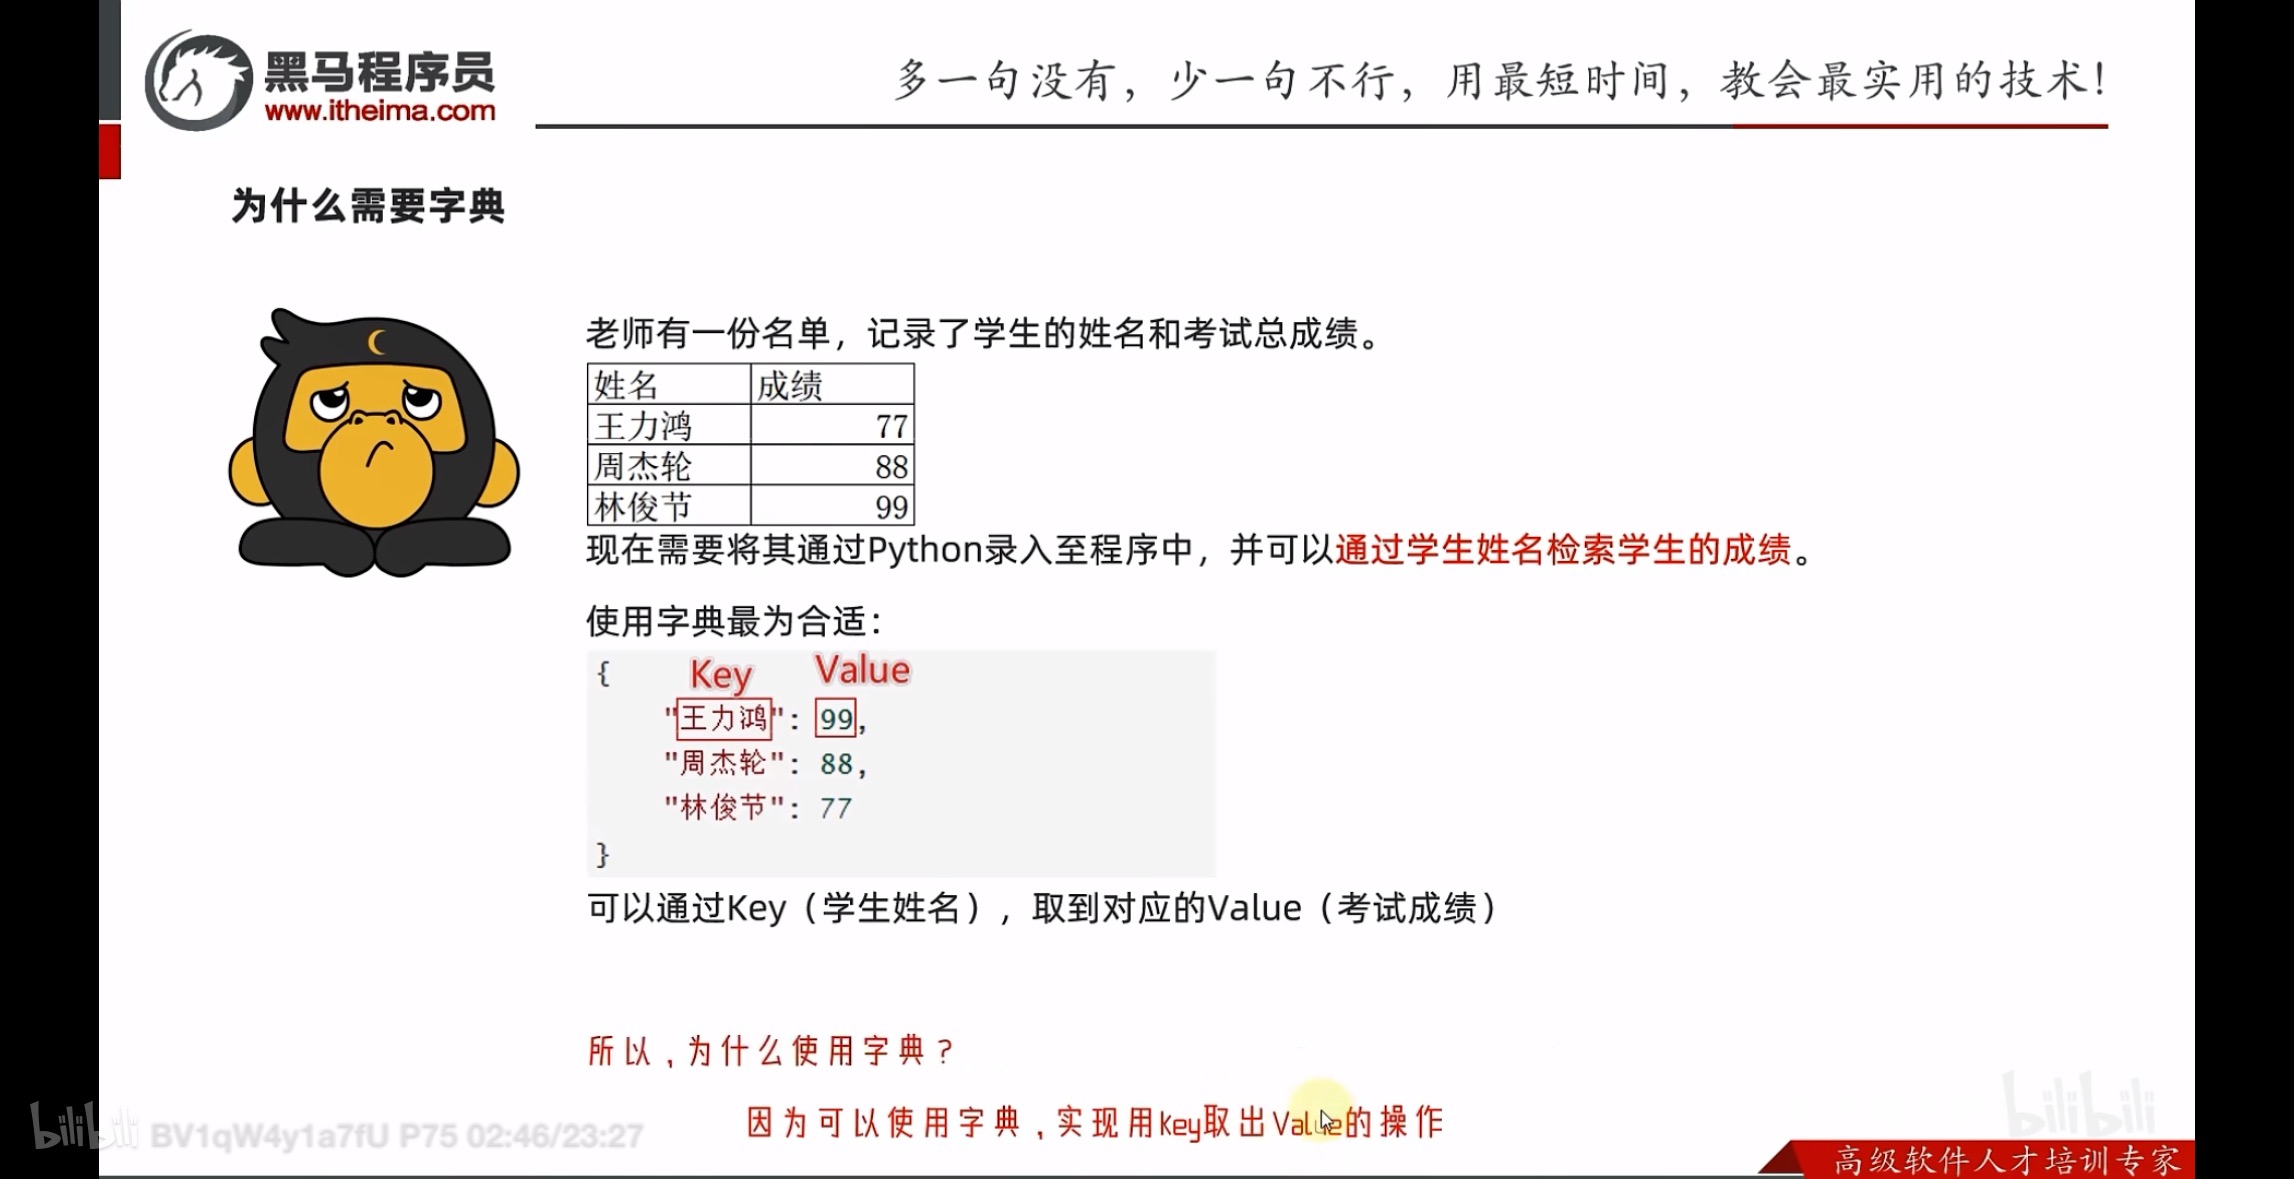 黑马程序员
www.itheima.com
多一句没有，少一句不行，用最短时间，教会最实用的技术！
为什么需要字典
老师有一份名单，记录了学生的姓名和考试总成绩。
姓名 成绩
王力鸿 77
周杰轮 88
林俊节 99
现在需要将其通过Python录入至程序中，并可以通过学生姓名检索学生的成绩。
使用字典最为合适：
{ Key Value
"王力鸿": 99,
"周杰轮": 88,
"林俊节": 77
}
可以通过Key（学生姓名），取到对应的Value（考试成绩）
所以，为什么使用字典？
因为可以使用字典，实现用key取出Value的操作
bilibili BV1qW4y1a7fU P75 02:46/23:27
bilibili
高级软件人才培训专家